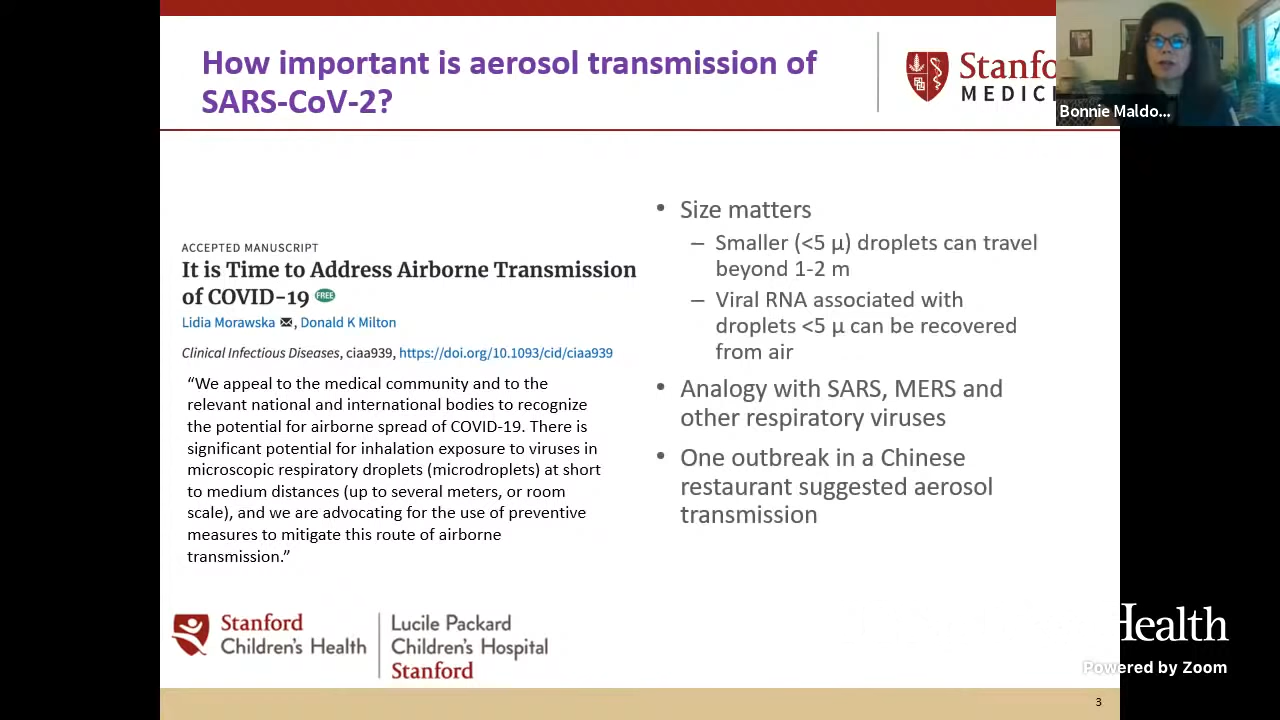 How important is aerosol transmission of
SARS-CoV-2?
Stanfo
MEDIC
Bonnie Maldo...
ACCEPTED MANUSCRIPT
It is Time to Address Airborne Transmission
of COVID-19 FREE
Lidia Morawska, Donald K Milton
Clinical Infectious Diseases, ciaa939, https://doi.org/10.1093/cid/ciaa939
“We appeal to the medical community and to the
relevant national and international bodies to recognize
the potential for airborne spread of COVID-19. There is
significant potential for inhalation exposure to viruses in
microscopic respiratory droplets (microdroplets) at short
to medium distances (up to several meters, or room
scale), and we are advocating for the use of preventive
measures to mitigate this route of airborne
transmission.”
• Size matters
– Smaller (<5 µ) droplets can travel
beyond 1-2 m
– Viral RNA associated with
droplets <5 µ can be recovered
from air
• Analogy with SARS, MERS and
other respiratory viruses
• One outbreak in a Chinese
restaurant suggested aerosol
transmission
Stanford
Children's Health
Lucile Packard
Children's Hospital
Stanford
Health
Powered by Zoom
3